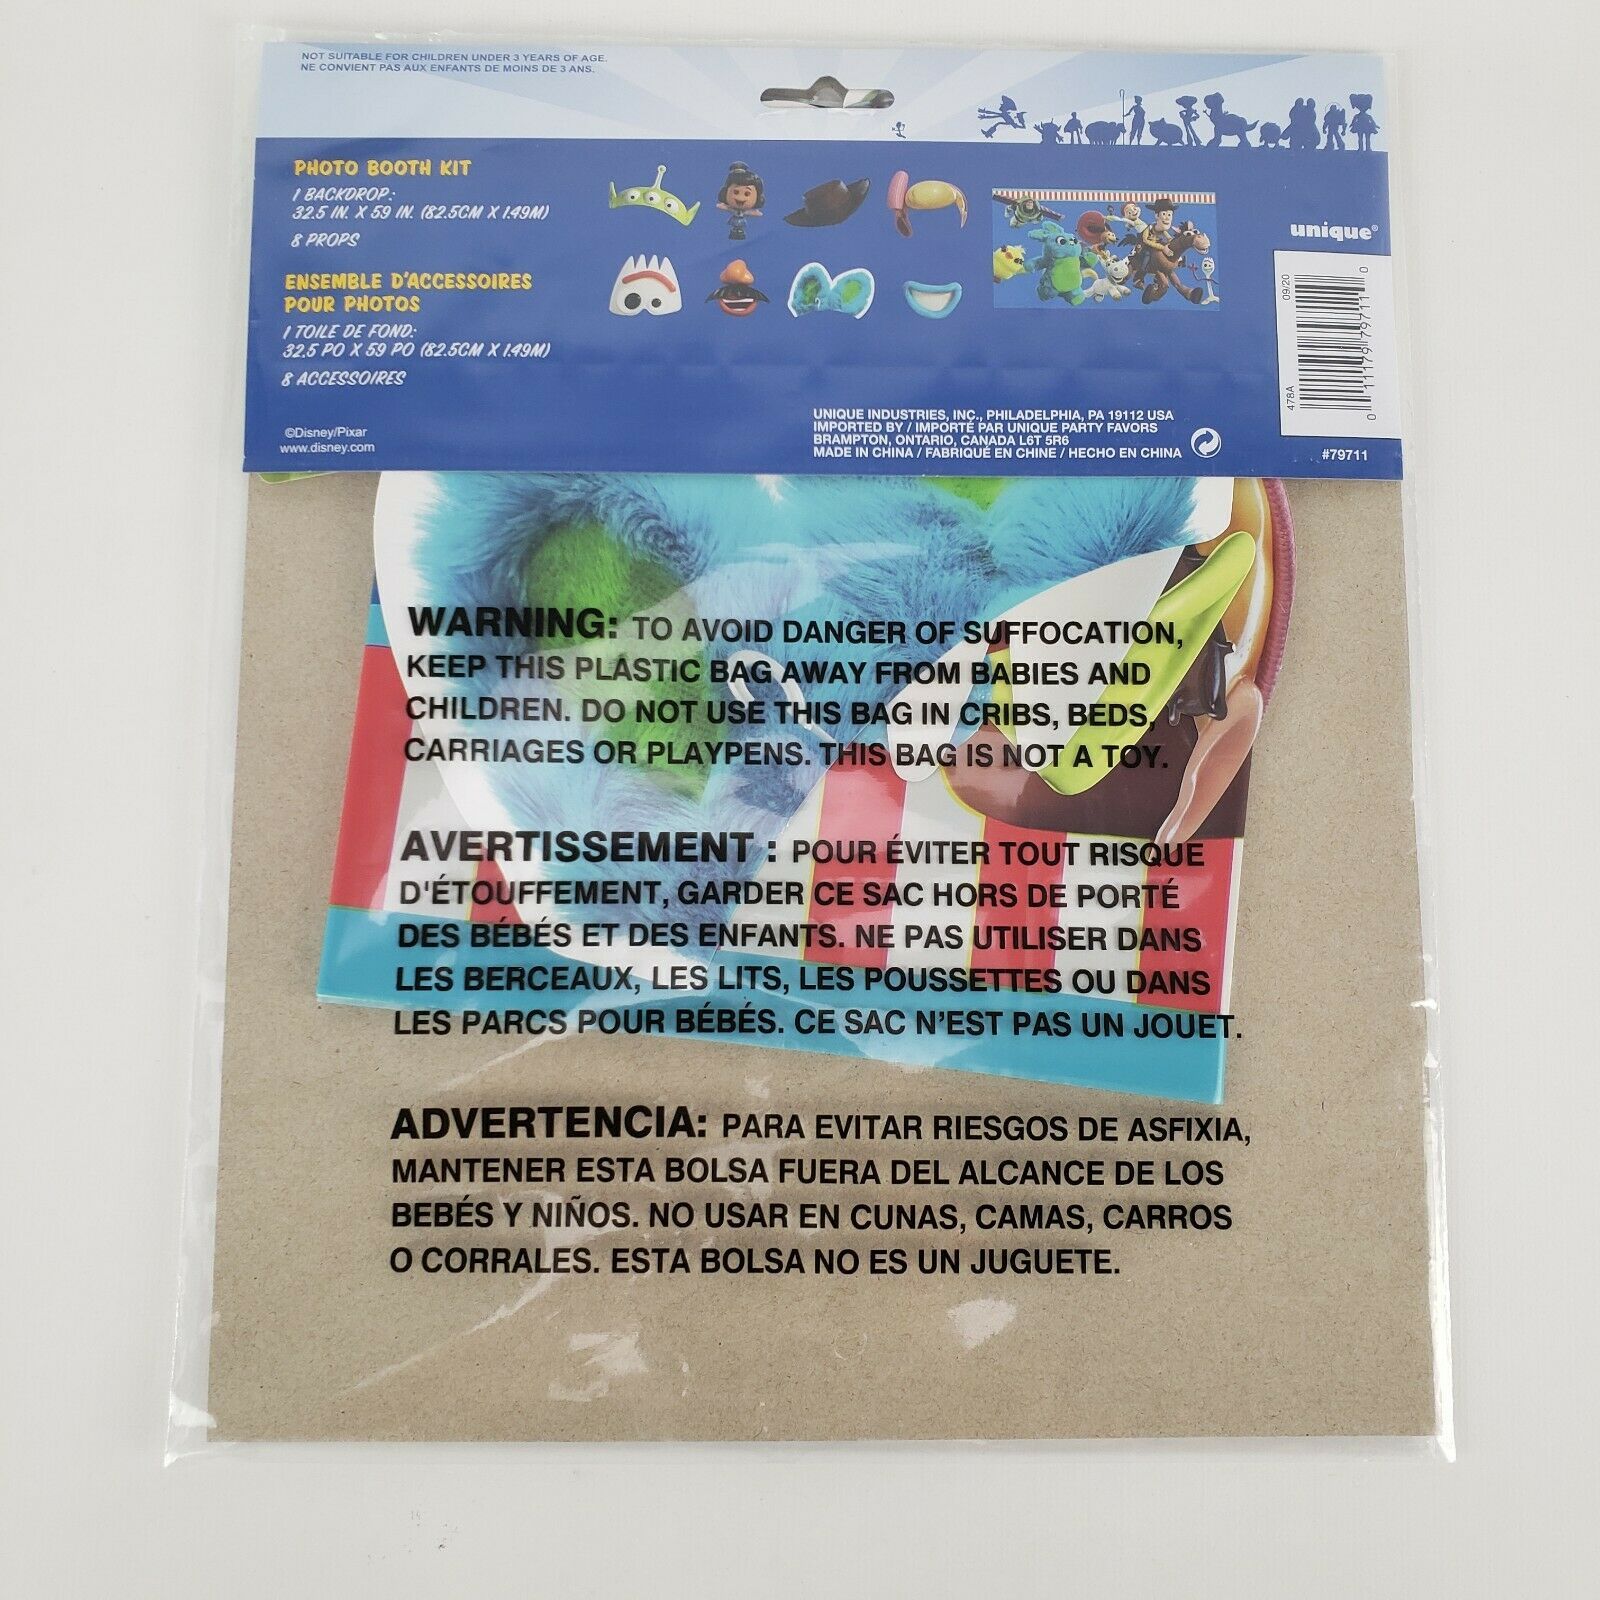 NOT SUITABLE FOR CHILDREN UNDER 3 YEARS OF AGE.
NE CONVIENT PAS AUX ENFANTS DE MOINS DE 3 ANS.
PHOTO BOOTH KIT
1 BACKDROP:
32.5 IN. X 59 IN. (82.5CM X 1.49M)
8 PROPS
ENSEMBLE D'ACCESSOIRES
POUR PHOTOS
1 TOILE DE FOND:
32,5 PO X 59 PO (82.5CM X 1.49M)
8 ACCESSOIRES
©Disney/Pixar
www.disney.com
unique®
09/20
478A
0 11179 79711 0
UNIQUE INDUSTRIES, INC., PHILADELPHIA, PA 19112 USA
IMPORTED BY / IMPORTÉ PAR UNIQUE PARTY FAVORS
BRAMPTON, ONTARIO, CANADA L6T 5R6
MADE IN CHINA / FABRIQUÉ EN CHINE / HECHO EN CHINA
#79711
WARNING: TO AVOID DANGER OF SUFFOCATION,
KEEP THIS PLASTIC BAG AWAY FROM BABIES AND
CHILDREN. DO NOT USE THIS BAG IN CRIBS, BEDS,
CARRIAGES OR PLAYPENS. THIS BAG IS NOT A TOY.
AVERTISSEMENT : POUR ÉVITER TOUT RISQUE
D'ÉTOUFFEMENT, GARDER CE SAC HORS DE PORTÉ
DES BÉBÉS ET DES ENFANTS. NE PAS UTILISER DANS
LES BERCEAUX, LES LITS, LES POUSSETTES OU DANS
LES PARCS POUR BÉBÉS. CE SAC N'EST PAS UN JOUET.
ADVERTENCIA: PARA EVITAR RIESGOS DE ASFIXIA,
MANTENER ESTA BOLSA FUERA DEL ALCANCE DE LOS
BEBÉS Y NIÑOS. NO USAR EN CUNAS, CAMAS, CARROS
O CORRALES. ESTA BOLSA NO ES UN JUGUETE.